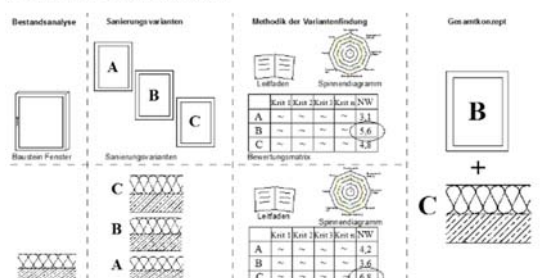 Bestandsanalyse
Sanierungsvarianten
Methodik der Variantenfindung
Gesamtkonzept
A
B
C
Leitfaden
Spinnendiagramm
Krit 1 Krit 2 Krit 3 Krit n NW
A ~ ~ ~ ~ 3,1
B ~ ~ ~ ~ 5,6
C ~ ~ ~ ~ 4,8
Baustein Fenster
Sanierungsvarianten
Bewertungsmatrix
B
+
C
C
B
A
Leitfaden
Spinnendiagramm
Krit 1 Krit 2 Krit 3 Krit n NW
A ~ ~ ~ ~ 4,2
B ~ ~ ~ ~ 3,6
C ~ ~ ~ ~ 6,8